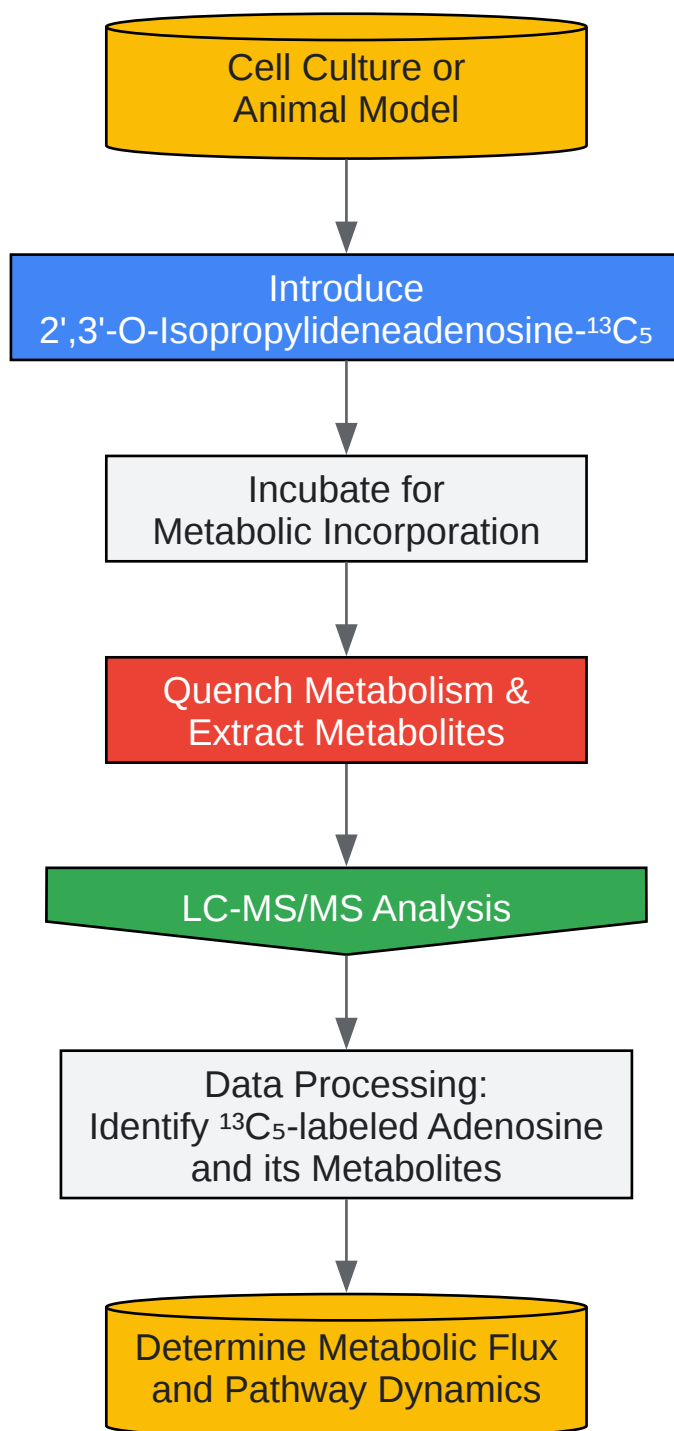 Cell Culture or
Animal Model
Introduce
2',3'-O-Isopropylideneadenosine-¹³C₅
Incubate for
Metabolic Incorporation
Quench Metabolism &
Extract Metabolites
LC-MS/MS Analysis
Data Processing:
Identify ¹³C₅-labeled Adenosine
and its Metabolites
Determine Metabolic Flux
and Pathway Dynamics